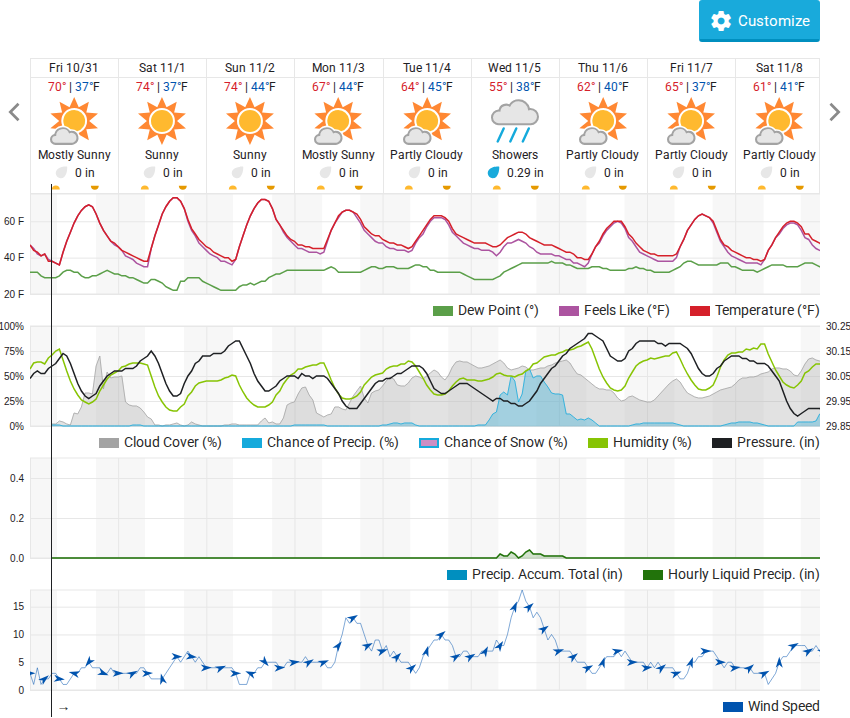 Customize
Fri 10/31 Sat 11/1 Sun 11/2 Mon 11/3 Tue 11/4 Wed 11/5 Thu 11/6 Fri 11/7 Sat 11/8
70° | 37°F 74° | 37°F 74° | 44°F 67° | 44°F 64° | 45°F 55° | 38°F 62° | 40°F 65° | 37°F 61° | 41°F
Mostly Sunny Sunny Sunny Mostly Sunny Partly Cloudy Showers Partly Cloudy Partly Cloudy Partly Cloudy
0 in 0 in 0 in 0 in 0 in 0.29 in 0 in 0 in 0 in
60 F
40 F
20 F
Dew Point (°) Feels Like (°F) Temperature (°F)
100% 30.25
75% 30.15
50% 30.05
25% 29.95
0% 29.85
Cloud Cover (%) Chance of Precip. (%) Chance of Snow (%) Humidity (%) Pressure. (in)
0.4
0.2
0.0
Precip. Accum. Total (in) Hourly Liquid Precip. (in)
15
10
5
0
→ Wind Speed